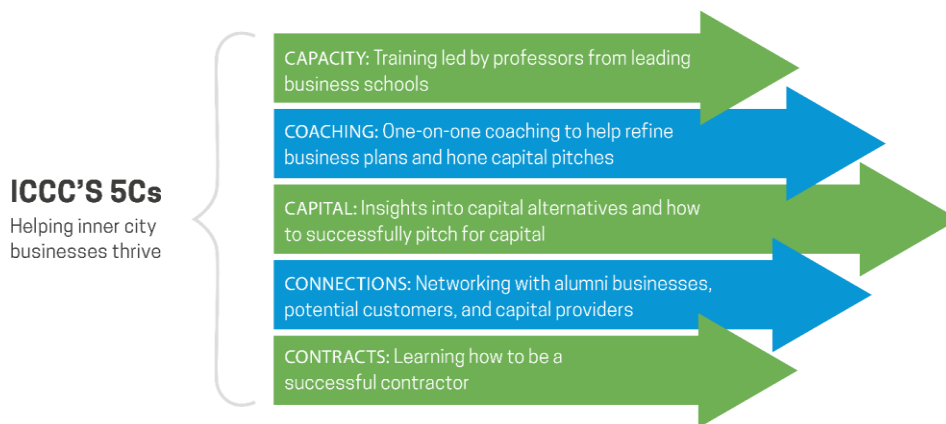 ICCC'S 5Cs
Helping inner city
businesses thrive
CAPACITY: Training led by professors from leading
business schools
COACHING: One-on-one coaching to help refine
business plans and hone capital pitches
CAPITAL: Insights into capital alternatives and how
to successfully pitch for capital
CONNECTIONS: Networking with alumni businesses,
potential customers, and capital providers
CONTRACTS: Learning how to be a
successful contractor